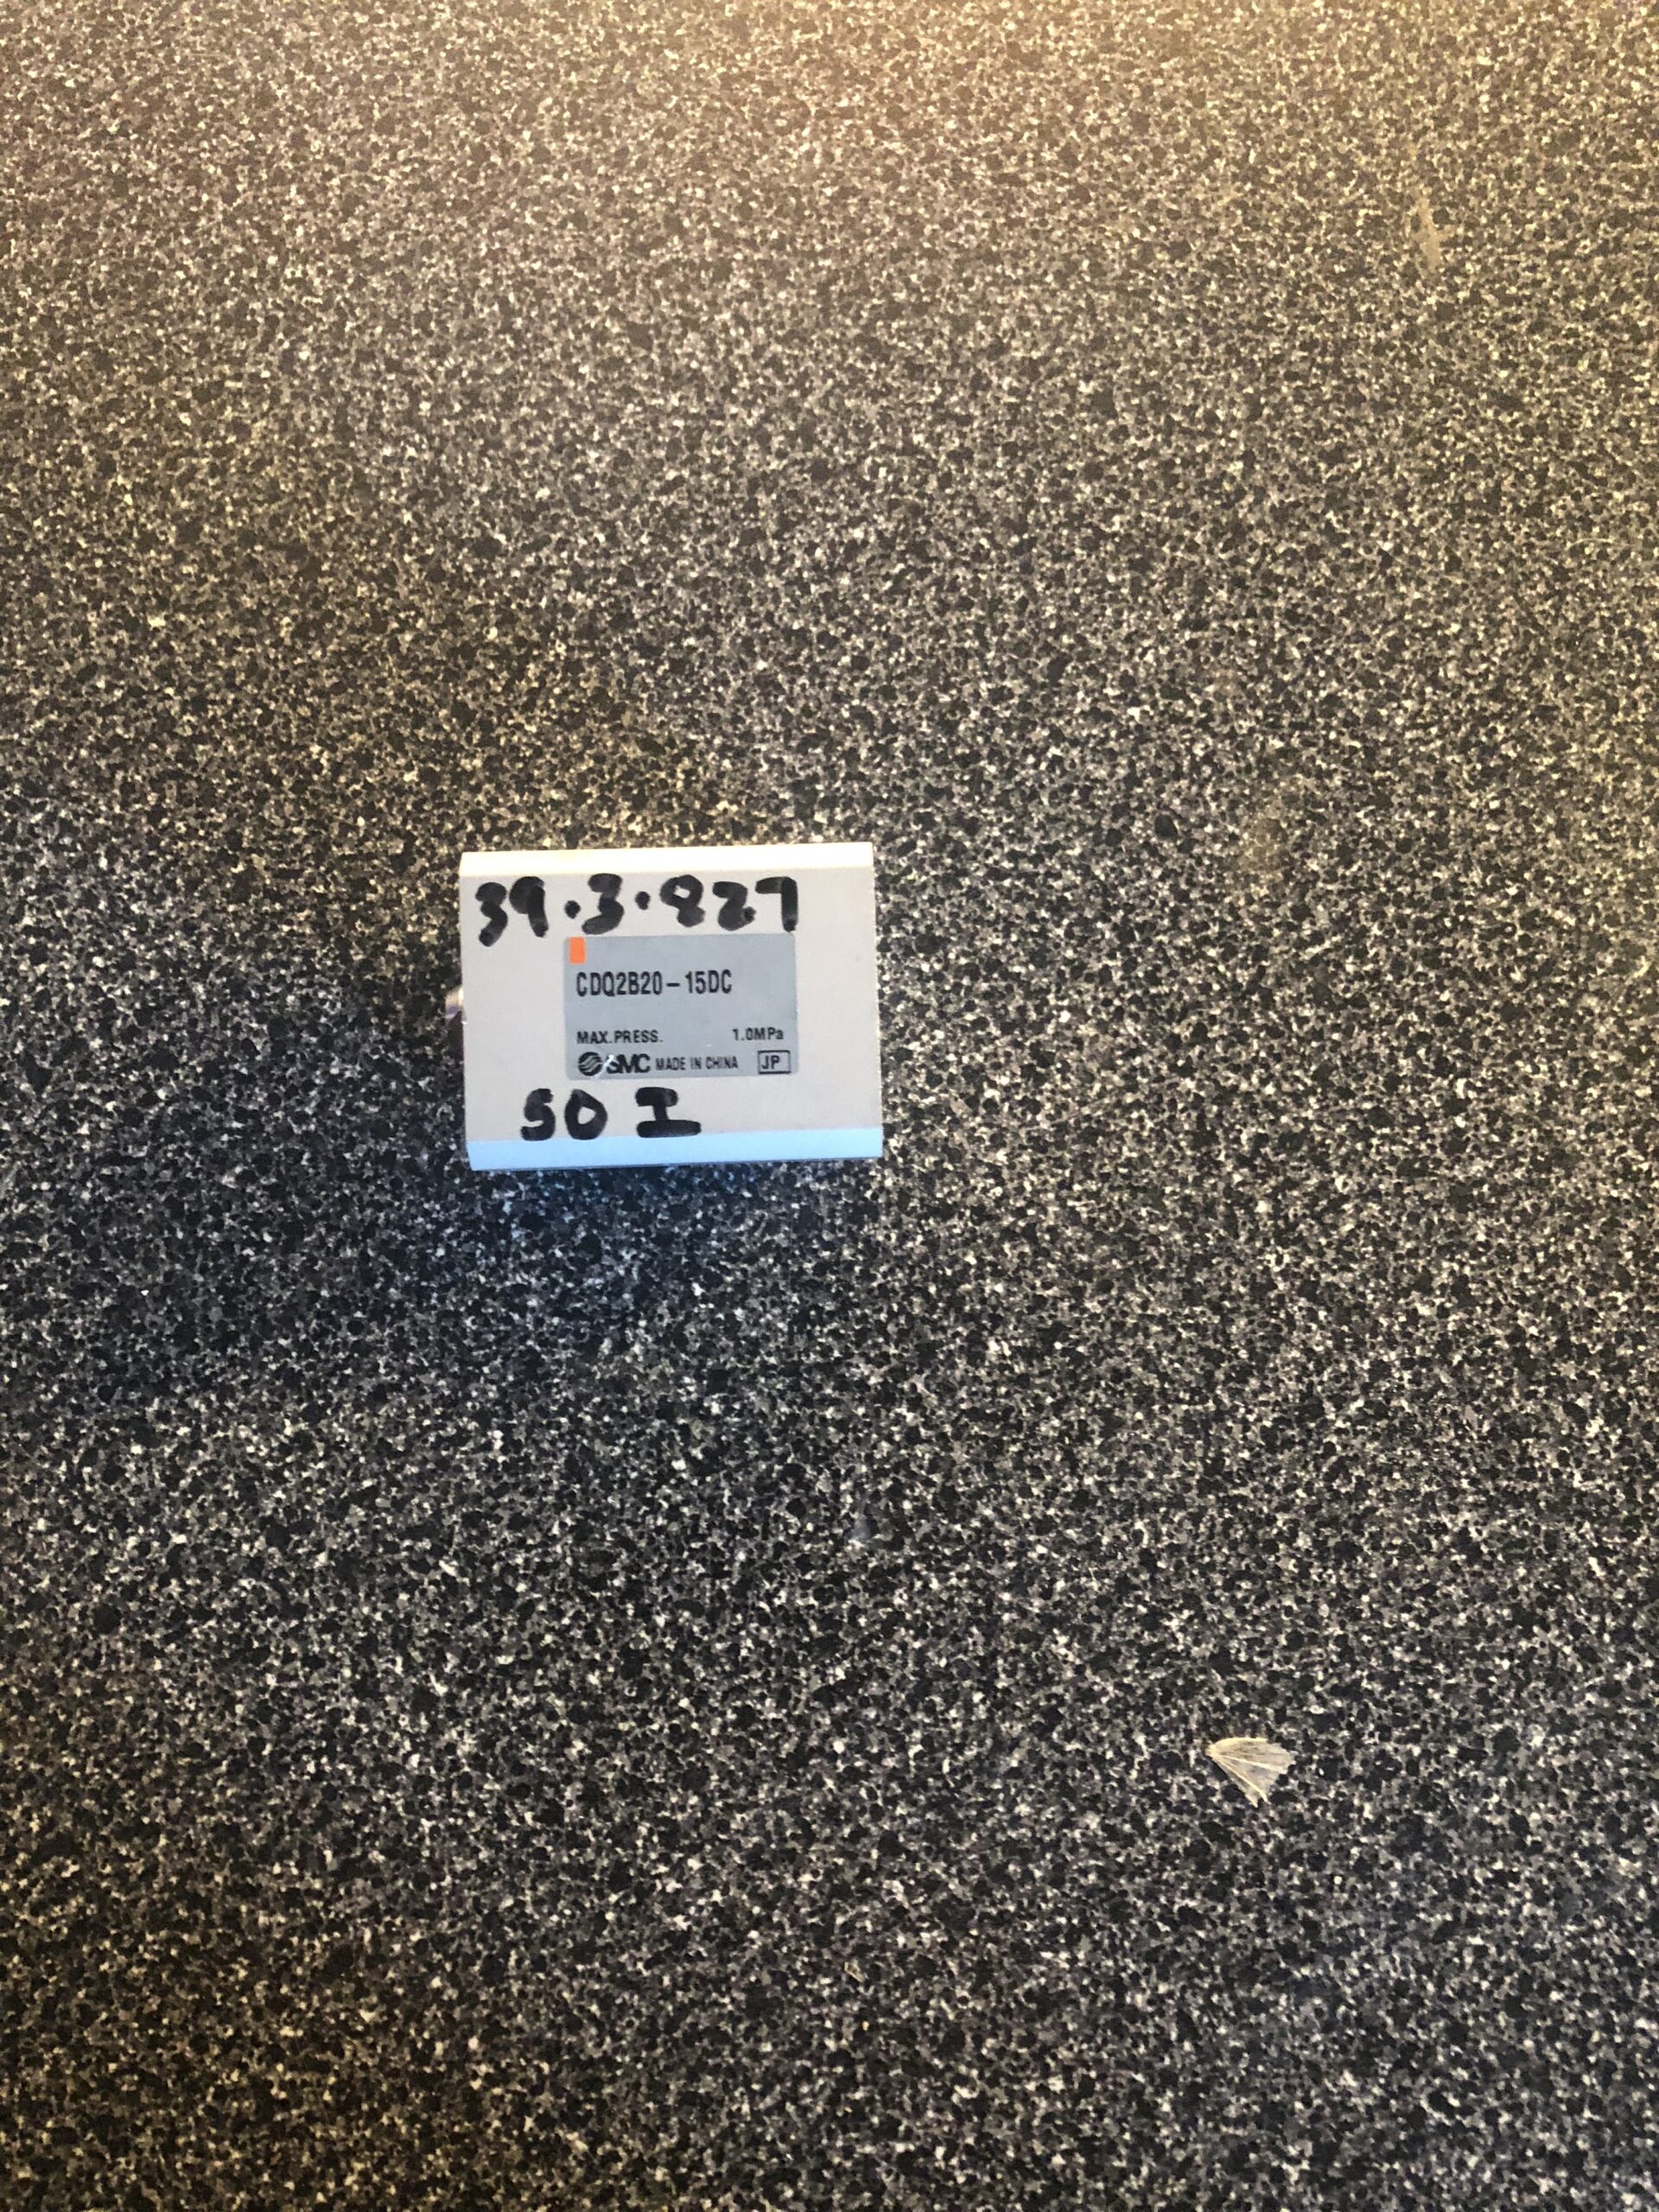 39.3.827
CDQ2B20-15DC
MAX.PRESS. 1.0MPa
SMC MADE IN CHINA JP
50 I